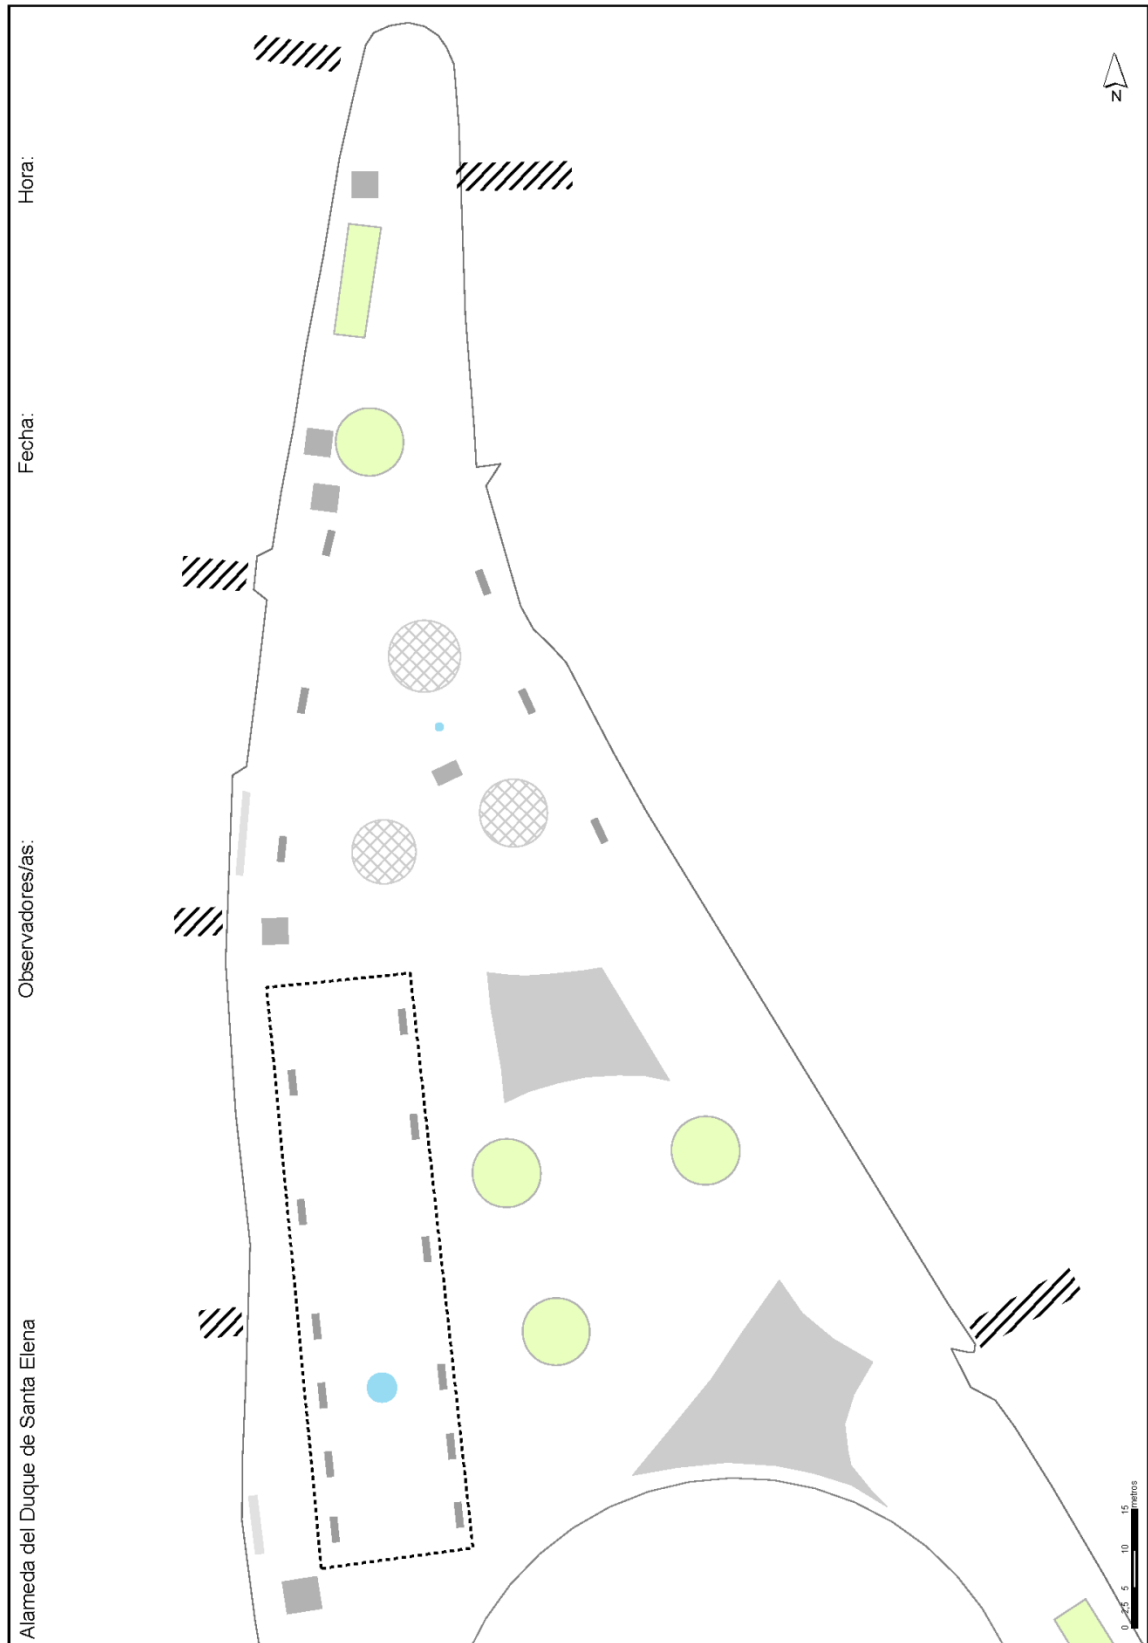 Alameda del Duque de Santa Elena
Observadores/as:
Fecha:
Hora:
N
0 2,5 5 10 15
metros